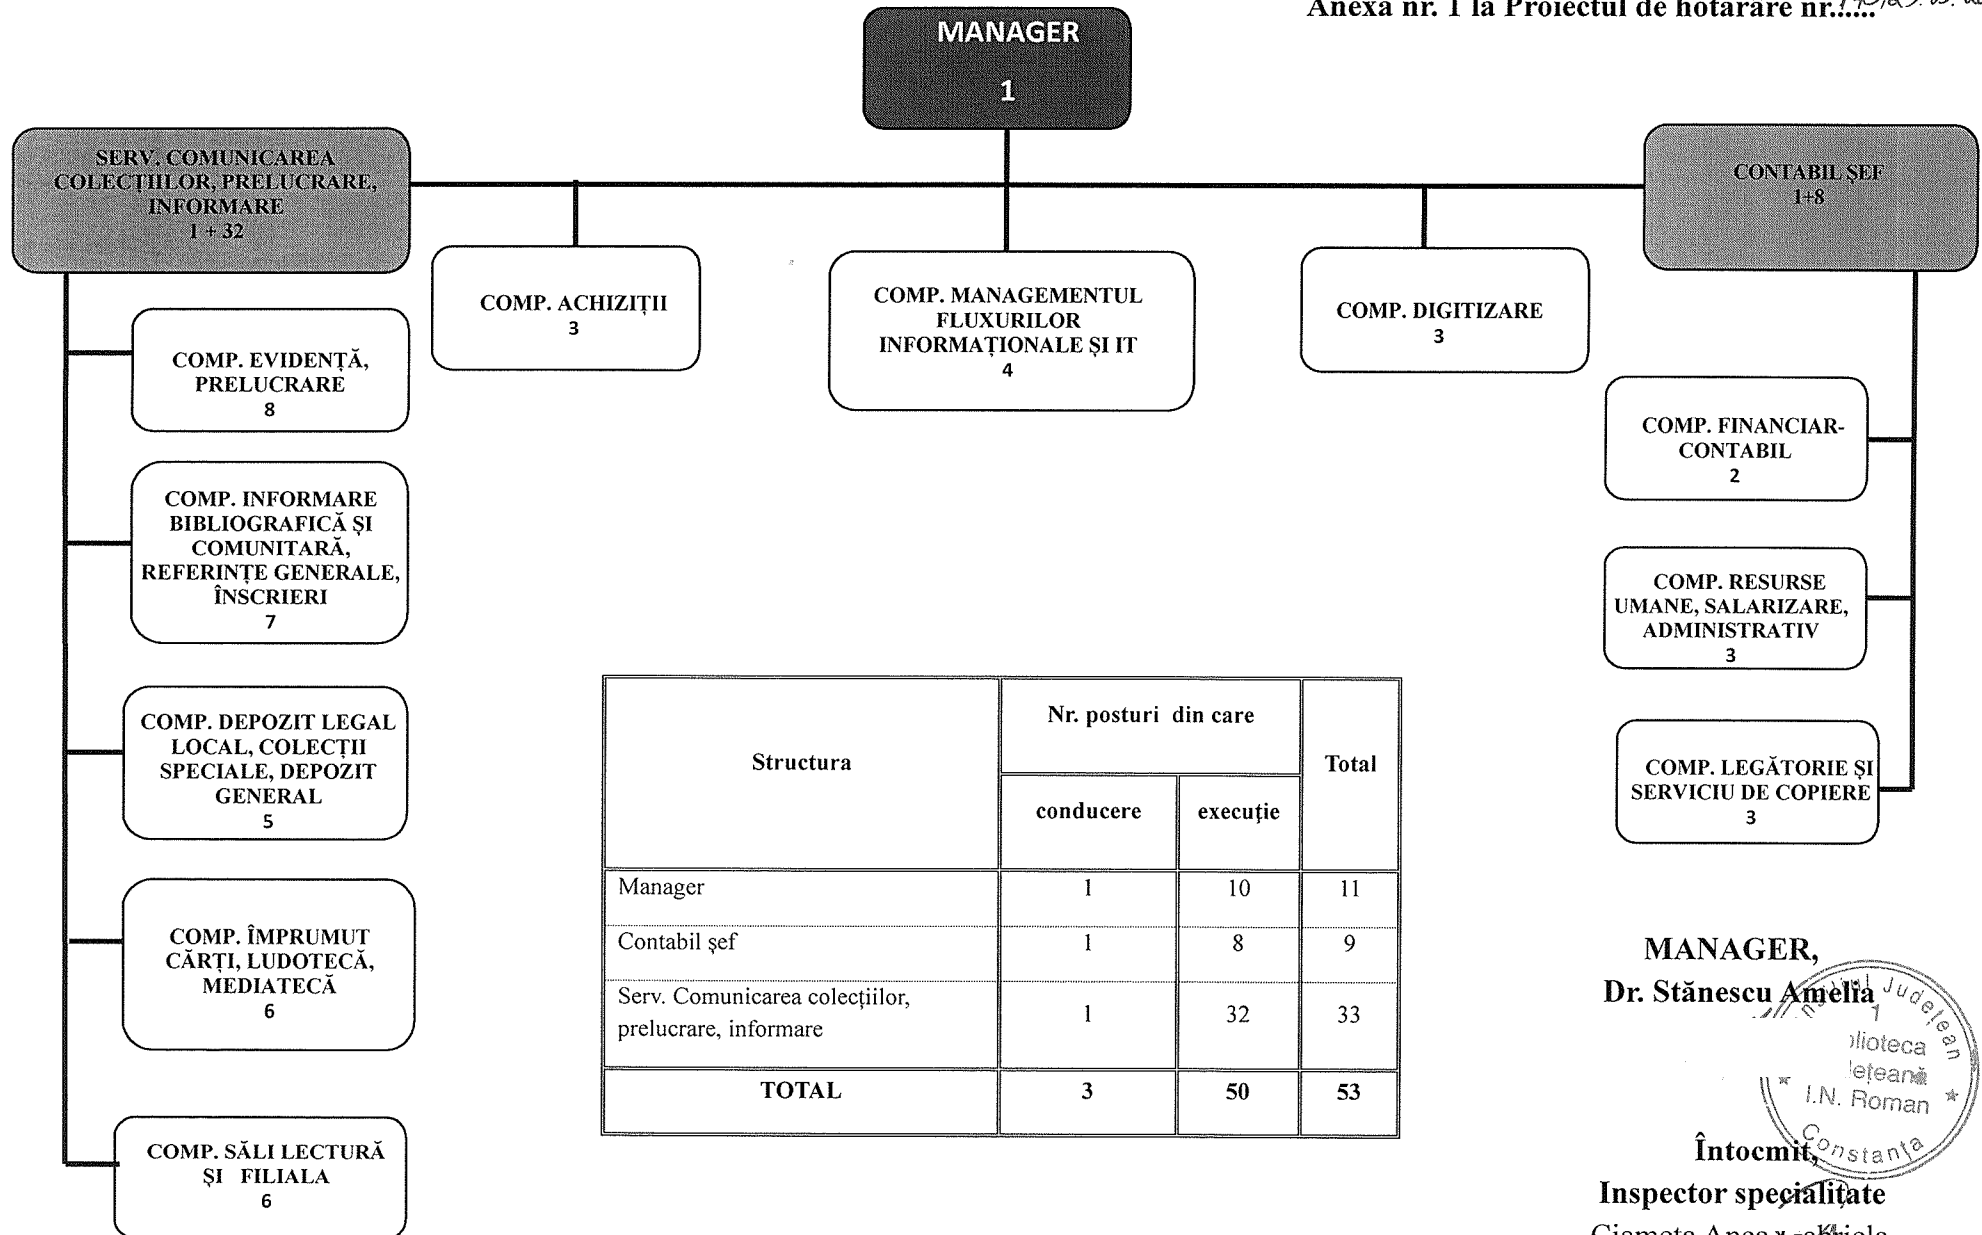 Anexa nr. 1 la Proiectul de hotărâre nr.
MANAGER
1
SERV. COMUNICAREA
COLECȚIILOR, PRELUCRARE,
INFORMARE
1 + 32
CONTABIL ȘEF
1+8
COMP. ACHIZIȚII
3
COMP. MANAGEMENTUL
FLUXURILOR
INFORMAȚIONALE ȘI IT
4
COMP. DIGITIZARE
3
COMP. EVIDENȚĂ,
PRELUCRARE
8
COMP. INFORMARE
BIBLIOGRAFICĂ ȘI
COMUNITARĂ,
REFERINȚE GENERALE,
ÎNSCRIERI
7
COMP. DEPOZIT LEGAL
LOCAL, COLECȚII
SPECIALE, DEPOZIT
GENERAL
5
COMP. ÎMPRUMUT
CĂRȚI, LUDOTECĂ,
MEDIATECĂ
6
COMP. SĂLI LECTURĂ
ȘI FILIALA
6
COMP. FINANCIAR-
CONTABIL
2
COMP. RESURSE
UMANE, SALARIZARE,
ADMINISTRATIV
3
COMP. LEGĂTORIE ȘI
SERVICIU DE COPIERE
3
Structura Nr. posturi din care Total
conducere execuție
Manager 1 10 11
Contabil șef 1 8 9
Serv. Comunicarea colecțiilor,
prelucrare, informare 1 32 33
TOTAL 3 50 53
MANAGER,
Dr. Stănescu Amelia
Județean
1
I.N. Roman
Constanța
Întocmit,
Inspector specialitate